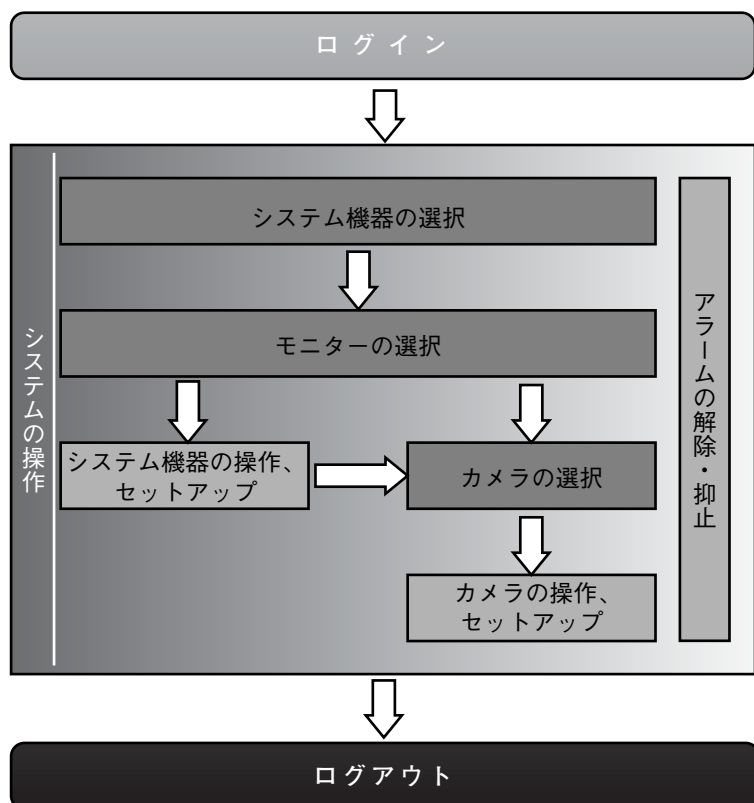 ログイン
システムの操作
システム機器の選択
モニターの選択
システム機器の操作、
セットアップ
カメラの選択
カメラの操作、
セットアップ
アラームの解除・抑止
ログアウト